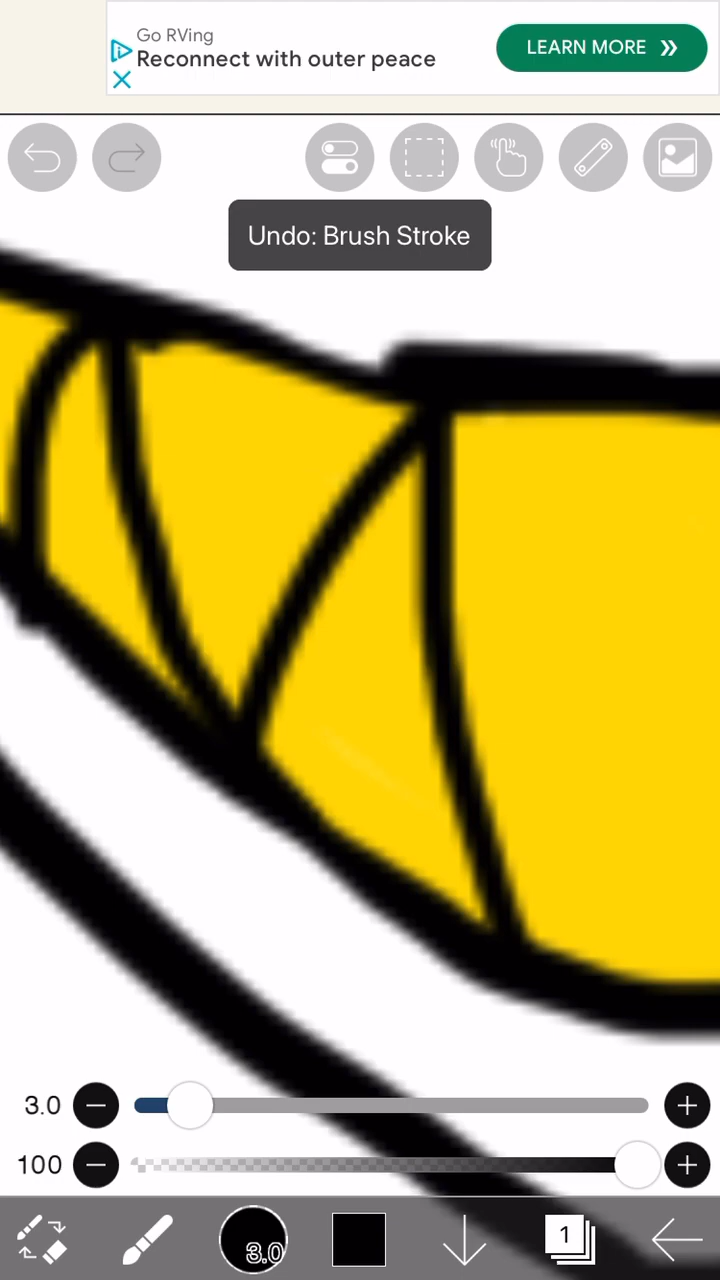 Go RVing
Reconnect with outer peace
LEARN MORE
Undo: Brush Stroke
3.0
100
3.0
1